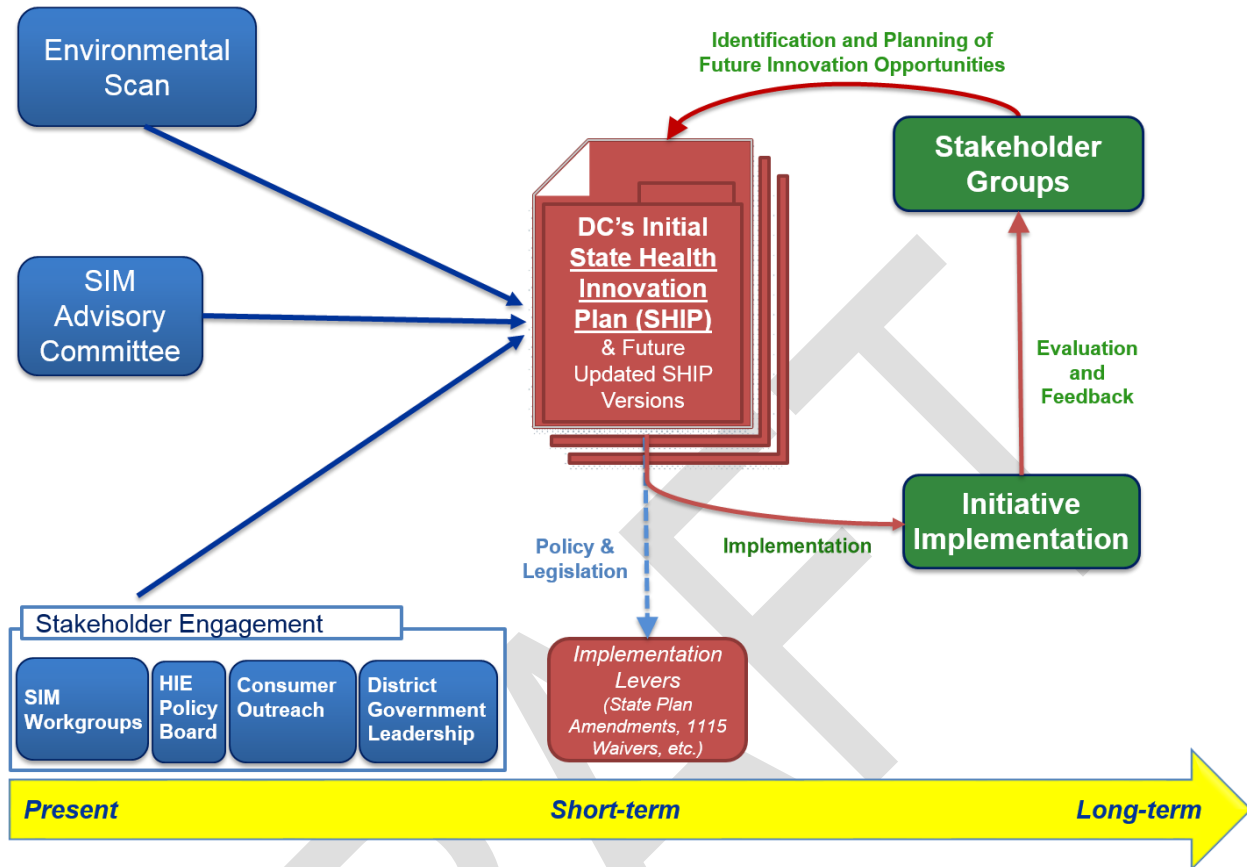 Environmental
Scan
SIM
Advisory
Committee
Stakeholder Engagement
SIM
Workgroups
HIE
Policy
Board
Consumer
Outreach
District
Government
Leadership
DC's Initial
State Health
Innovation
Plan (SHIP)
& Future
Updated SHIP
Versions
Policy &
Legislation
Implementation
Levers
(State Plan
Amendments, 1115
Waivers, etc.)
Identification and Planning of
Future Innovation Opportunities
Stakeholder
Groups
Evaluation
and
Feedback
Initiative
Implementation
Implementation
Present
Short-term
Long-term
DRAFT